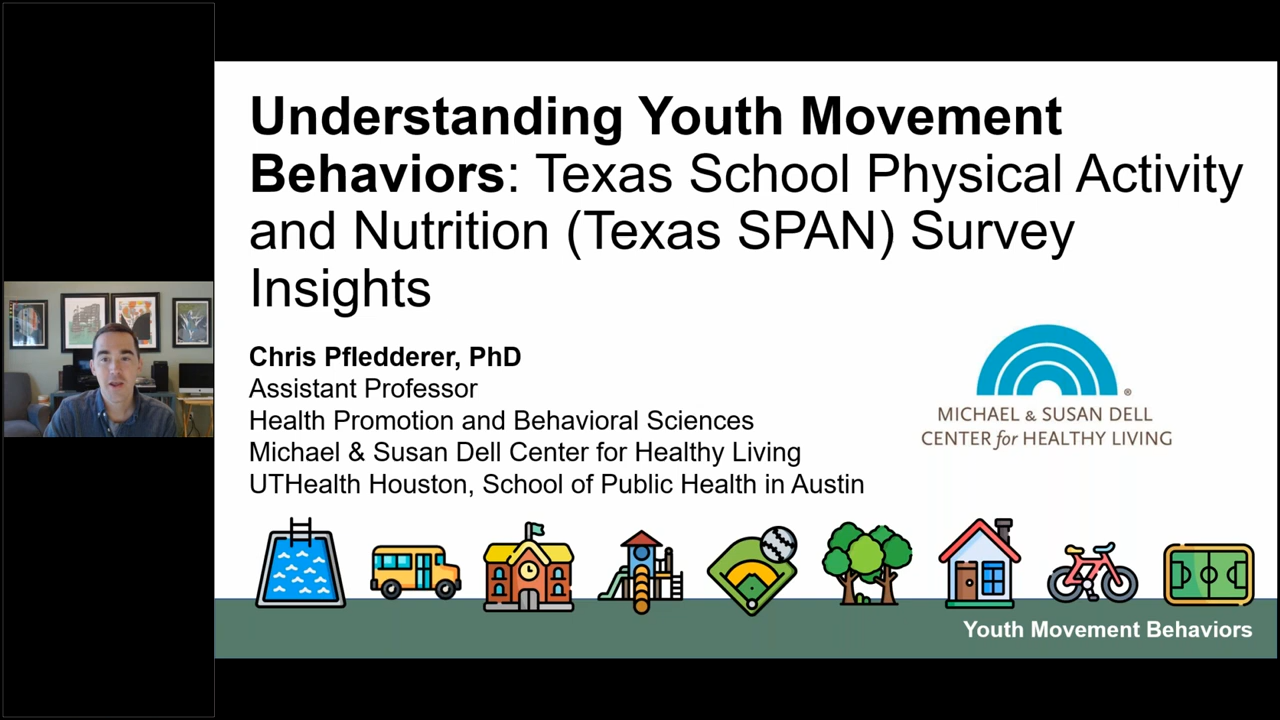 Understanding Youth Movement
Behaviors: Texas School Physical Activity
and Nutrition (Texas SPAN) Survey
Insights
Chris Pfledderer, PhD
Assistant Professor
Health Promotion and Behavioral Sciences
Michael & Susan Dell Center for Healthy Living
UTHealth Houston, School of Public Health in Austin
®
MICHAEL & SUSAN DELL
CENTER for HEALTHY LIVING
Youth Movement Behaviors